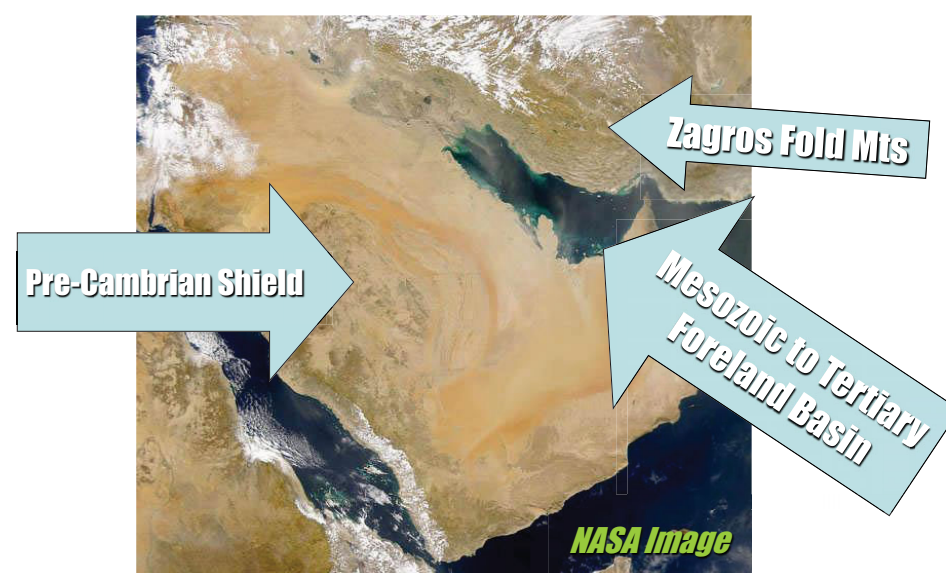 Zagros Fold Mts
Pre-Cambrian Shield
Mesozoic to Tertiary
Foreland Basin
NASA Image